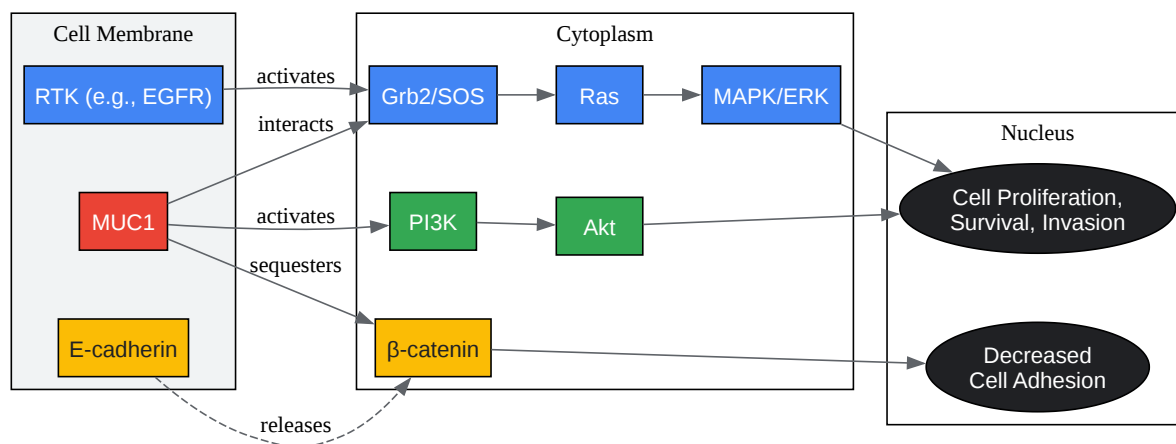 Cell Membrane
Cytoplasm
RTK (e.g., EGFR)
activates
Grb2/SOS
Ras
MAPK/ERK
interacts
Nucleus
MUC1
activates
PI3K
Akt
Cell Proliferation,
Survival, Invasion
sequesters
E-cadherin
β-catenin
Decreased
Cell Adhesion
releases